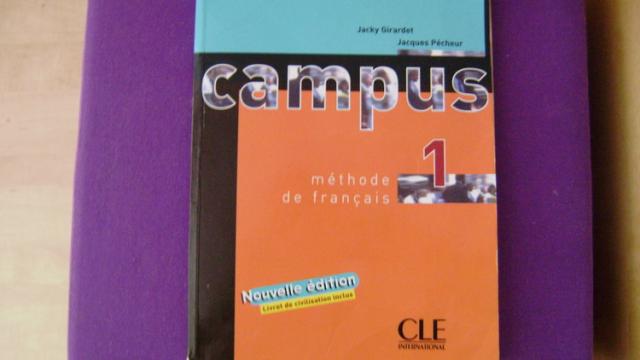 Jacky Girardet
Jacques Pécheur
campus
1
méthode
de français
Nouvelle édition
Livret de civilisation inclus
CLE
INTERNATIONAL